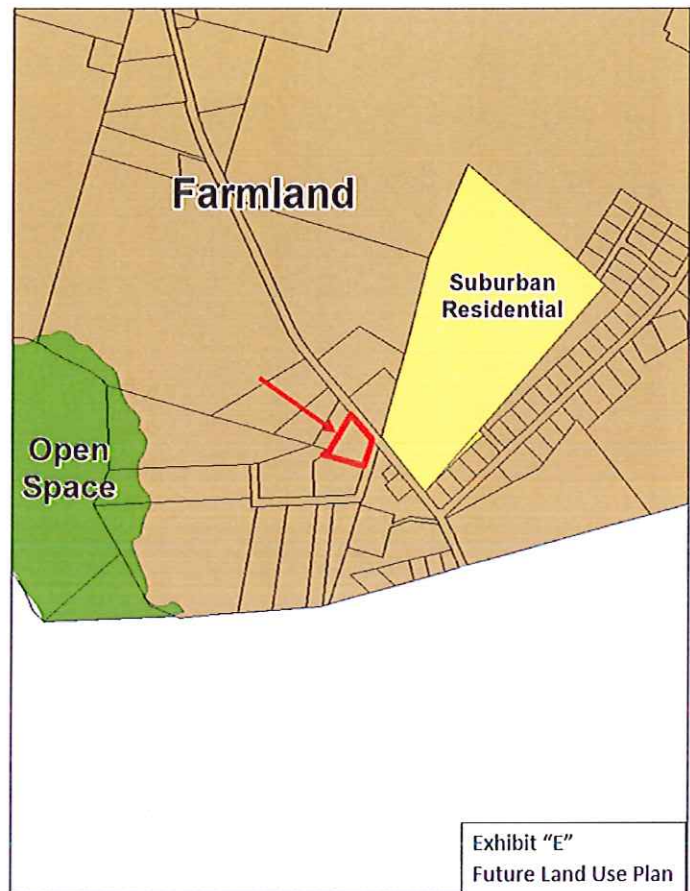 Farmland
Suburban
Residential
Open
Space
Exhibit "E"
Future Land Use Plan